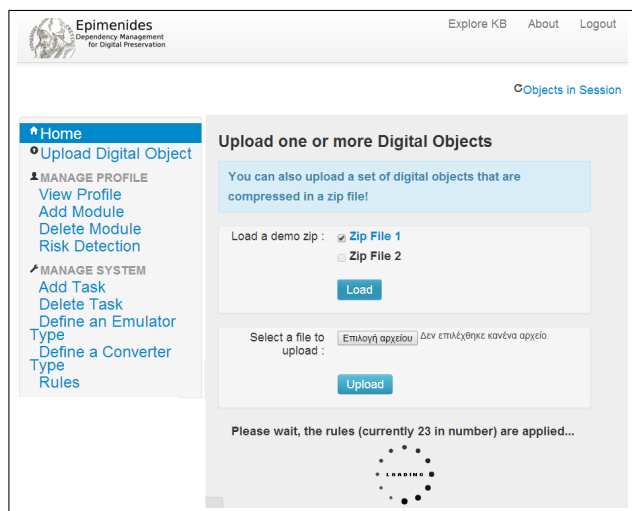 Epimenides
Dependency Management
for Digital Preservation
Explore KB About Logout
Objects in Session
Home
Upload Digital Object
MANAGE PROFILE
View Profile
Add Module
Delete Module
Risk Detection
MANAGE SYSTEM
Add Task
Delete Task
Define an Emulator
Type
Define a Converter
Type
Rules
Upload one or more Digital Objects
You can also upload a set of digital objects that are
compressed in a zip file!
Load a demo zip : Zip File 1
Zip File 2
Load
Select a file to
upload :
Επιλογή αρχείου Δεν επιλέχθηκε κανένα αρχείο.
Upload
Please wait, the rules (currently 23 in number) are applied...
LOADING